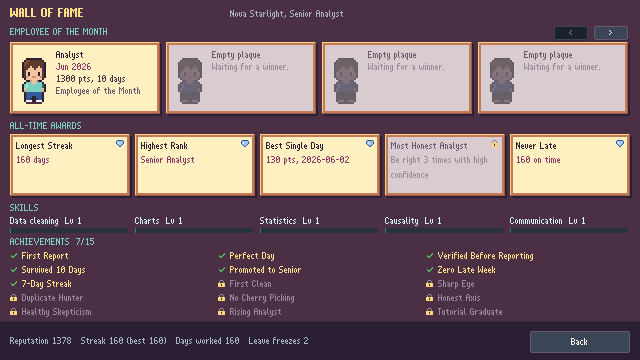 WALL OF FAME
Nova Starlight, Senior Analyst
EMPLOYEE OF THE MONTH
Analyst
Jun 2026
1300 pts, 10 days
Employee of the Month
Empty plaque
Waiting for a winner.
Empty plaque
Waiting for a winner.
Empty plaque
Waiting for a winner.
ALL-TIME AWARDS
Longest Streak
160 days
Highest Rank
Senior Analyst
Best Single Day
130 pts, 2026-06-02
Most Honest Analyst
Be right 3 times with high
confidence
Never Late
160 on time
SKILLS
Data cleaning Lv 1
Charts Lv 1
Statistics Lv 1
Causality Lv 1
Communication Lv 1
ACHIEVEMENTS 7/15
First Report
Perfect Day
Verified Before Reporting
Survived 10 Days
Promoted to Senior
Zero Late Week
7-Day Streak
First Clean
Sharp Eye
Duplicate Hunter
No Cherry Picking
Honest Axis
Healthy Skepticism
Rising Analyst
Tutorial Graduate
Reputation 1378 Streak 160 (best 160) Days worked 160 Leave freezes 2
Back